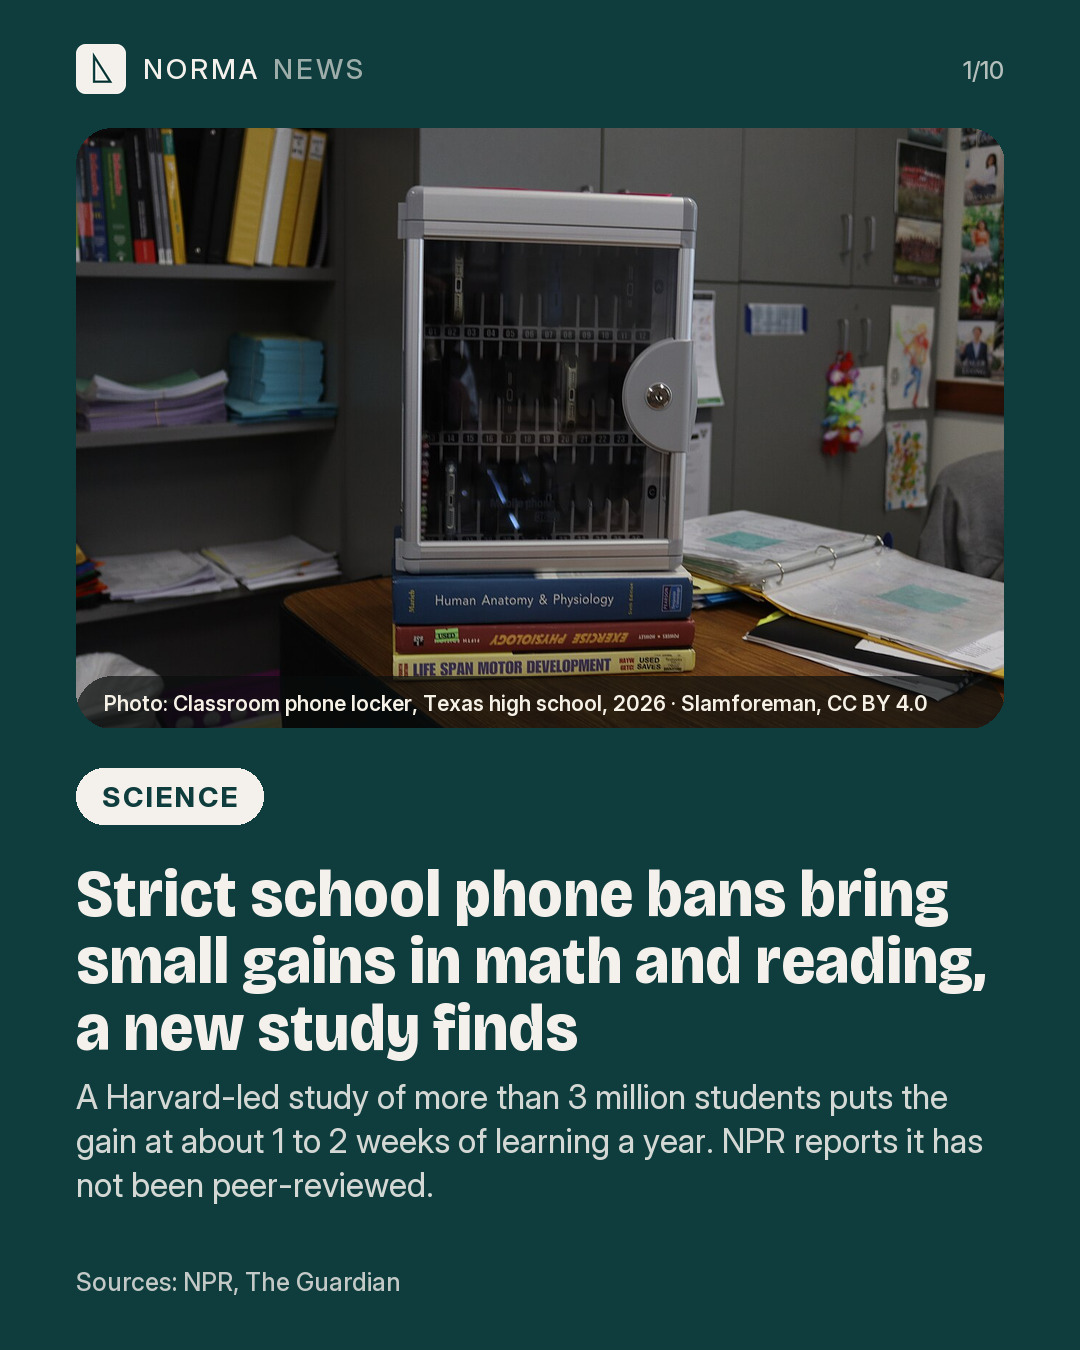 NORMA NEWS
1/10
Human Anatomy & Physiology
EXERCISE PHYSIOLOGY
USED
LIFE SPAN MOTOR DEVELOPMENT
USED
Photo: Classroom phone locker, Texas high school, 2026 · Slamforeman, CC BY 4.0
SCIENCE
Strict school phone bans bring
small gains in math and reading,
a new study finds
A Harvard-led study of more than 3 million students puts the
gain at about 1 to 2 weeks of learning a year. NPR reports it has
not been peer-reviewed.
Sources: NPR, The Guardian